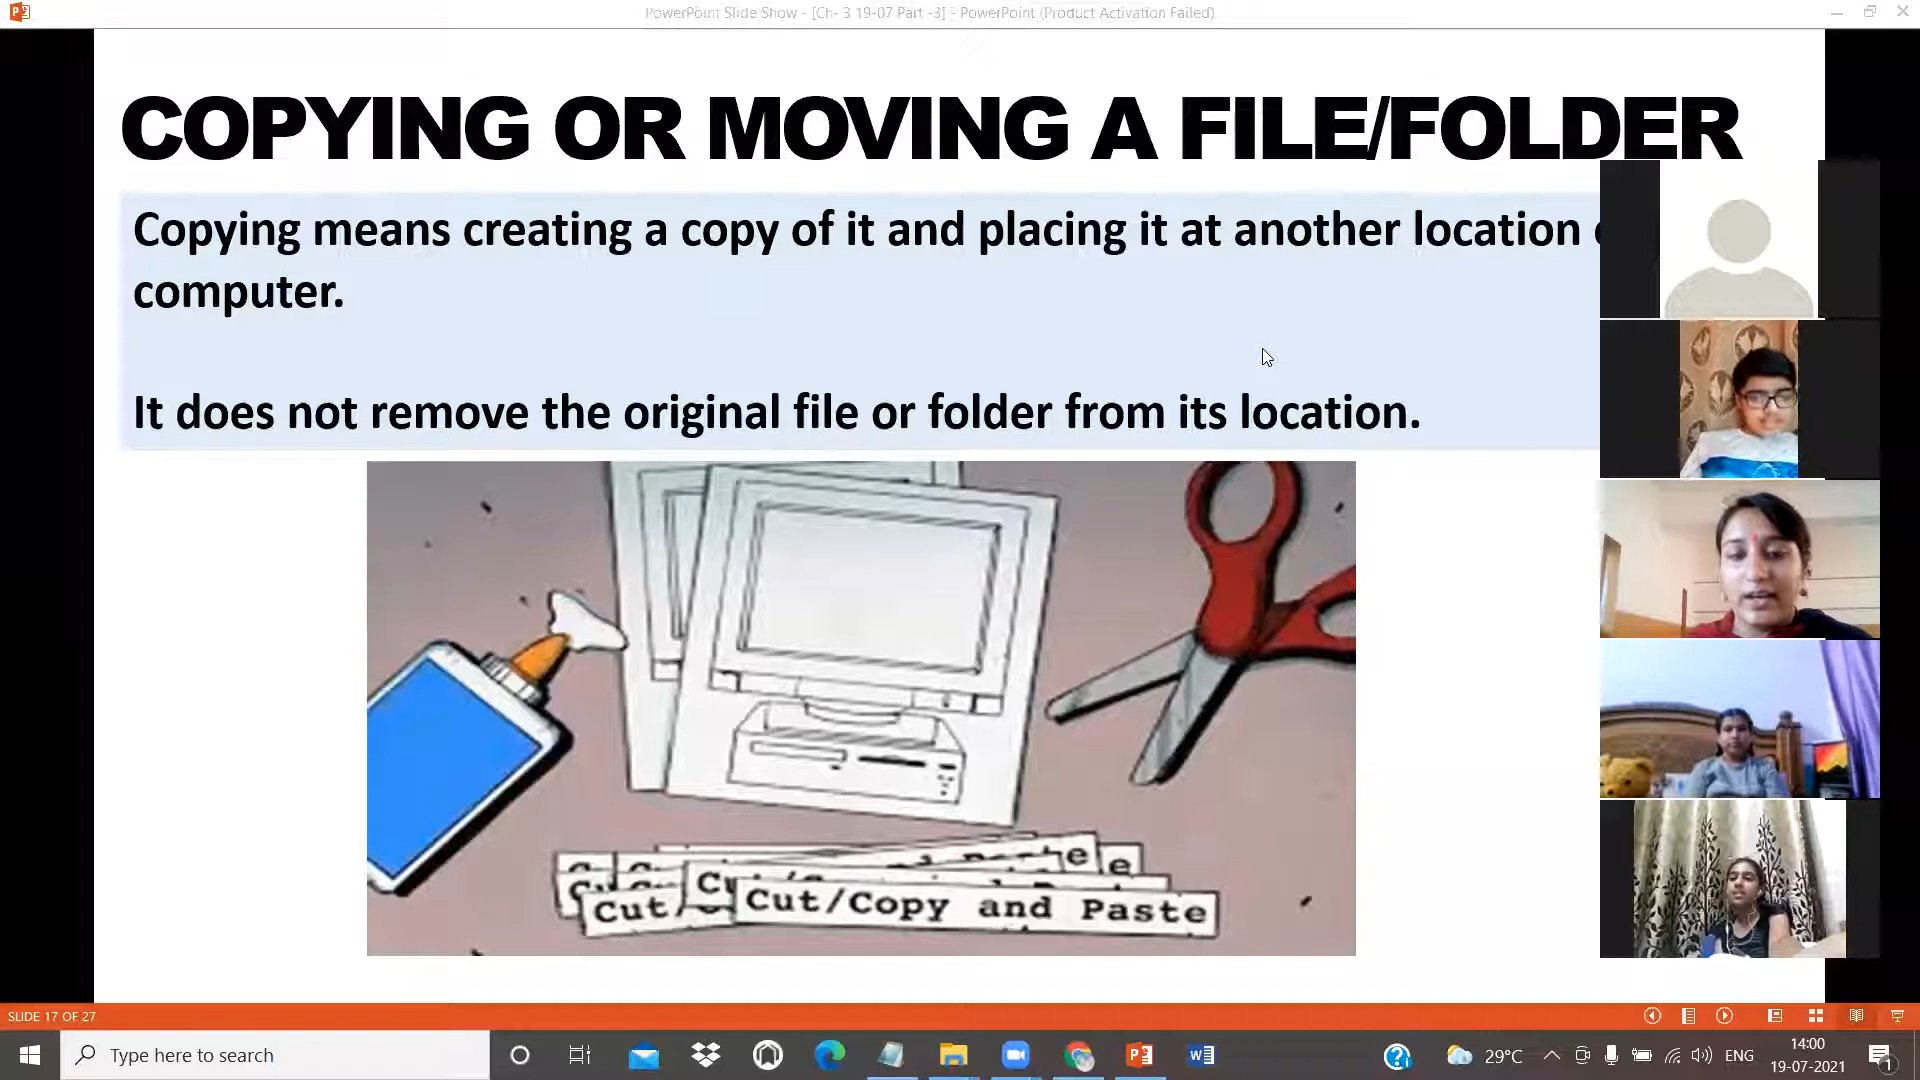 PowerPoint Slide Show - [Ch- 3 19-07 Part -3] - PowerPoint (Product Activation Failed)
COPYING OR MOVING A FILE/FOLDER
Copying means creating a copy of it and placing it at another location
computer.
It does not remove the original file or folder from its location.
Cut/Copy and Paste
SLIDE 17 OF 27
Type here to search
29°C
ENG
14:00
19-07-2021
1